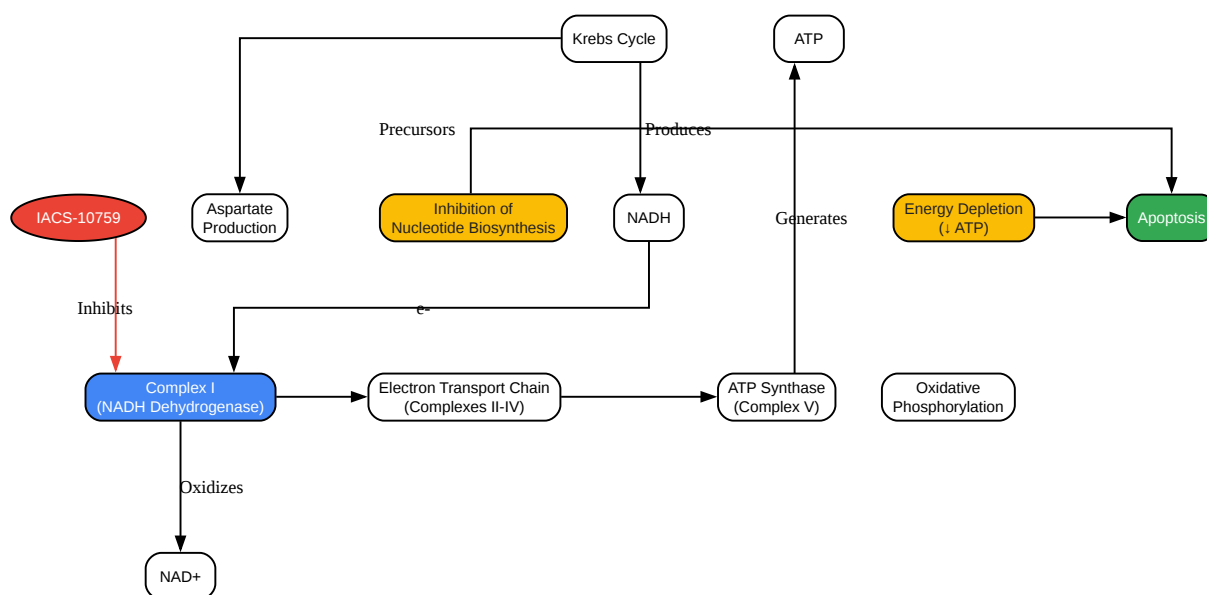 Krebs Cycle
ATP
Precursors
Produces
IACS-10759
Aspartate
Production
Inhibition of
Nucleotide Biosynthesis
NADH
Generates
Energy Depletion
(↓ ATP)
Apoptosis
Inhibits
e-
Complex I
(NADH Dehydrogenase)
Electron Transport Chain
(Complexes II-IV)
ATP Synthase
(Complex V)
Oxidative
Phosphorylation
Oxidizes
NAD+